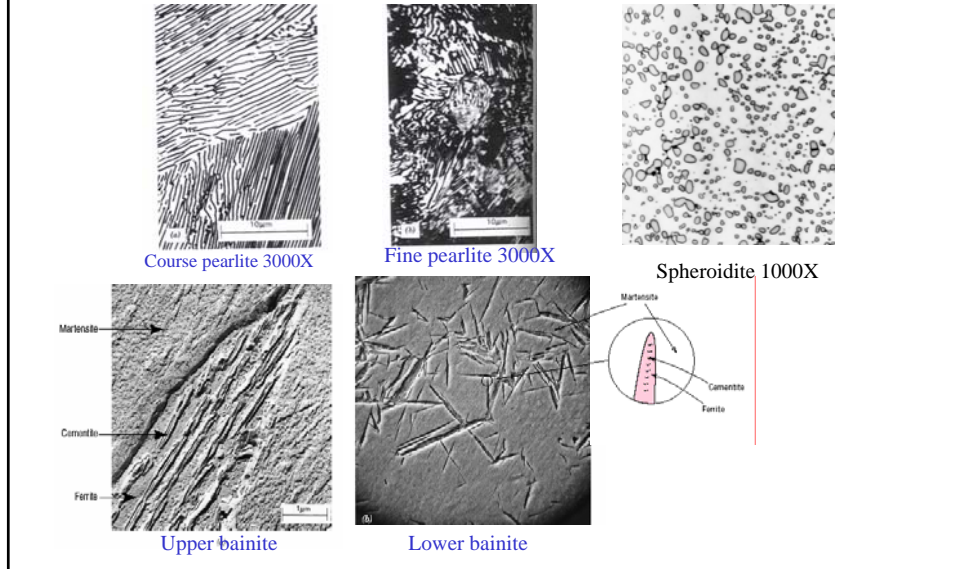 (a)
10μm
Course pearlite 3000X
(b)
10μm
Fine pearlite 3000X
Spheroidite 1000X
Martensite
Cementite
Ferrite
1μm
Upper bainite
(b)
Lower bainite
Martensite
Cementite
Ferrite